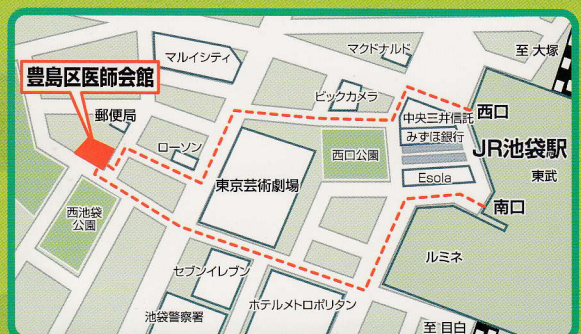 マクドナルド
至 大塚
マルイシティ
豊島区医師会館
ビックカメラ
西口
郵便局
中央三井信託
みずほ銀行
JR池袋駅
ローソン
西口公園
東武
Esola
東京芸術劇場
南口
西池袋
公園
ルミネ
セブンイレブン
ホテルメトロポリタン
池袋警察署
至 目白